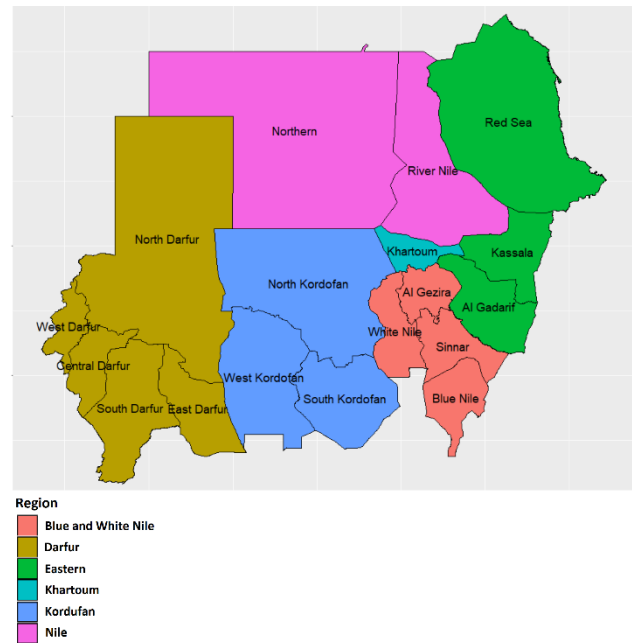 Red Sea
Northern
River Nile
North Darfur
Khartoum
Kassala
North Kordofan
Al Gezira
Al Gadarif
West Darfur
White Nile
Sinnar
Central Darfur
West Kordofan
South Kordofan
Blue Nile
South Darfur
East Darfur
Region
Blue and White Nile
Darfur
Eastern
Khartoum
Kordufan
Nile